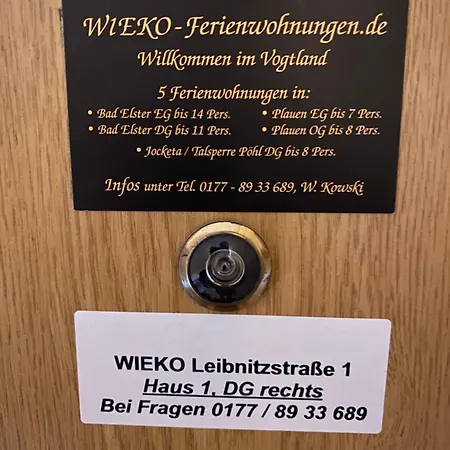 WIEKO-Ferienwohnungen.de
Willkommen im Vogtland
5 Ferienwohnungen in:
• Bad Elster EG bis 14 Pers. • Plauen EG bis 7 Pers.
• Bad Elster DG bis 11 Pers. • Plauen OG bis 8 Pers.
• Jocketa / Talsperre Pöhl DG bis 8 Pers.
Infos unter Tel. 0177 - 89 33 689, W. Kowski
WIEKO Leibnitzstraße 1
Haus 1, DG rechts
Bei Fragen 0177 / 89 33 689